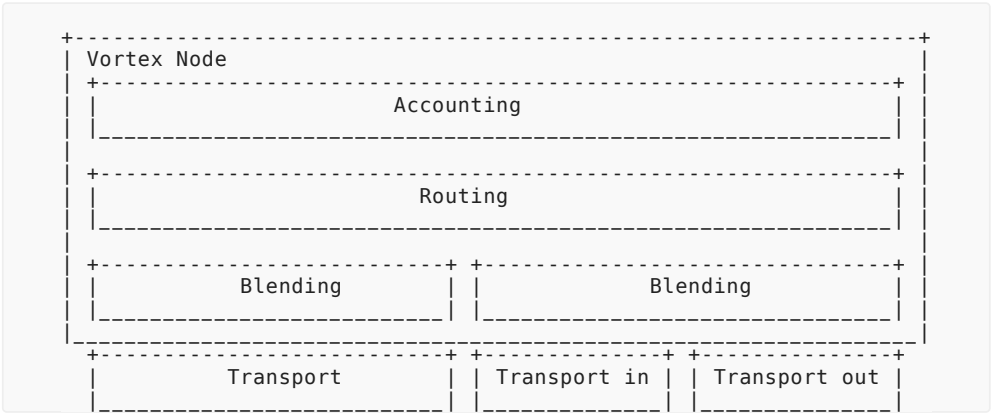 Vortex Node
Accounting
Routing
Blending Blending
Transport Transport in Transport out